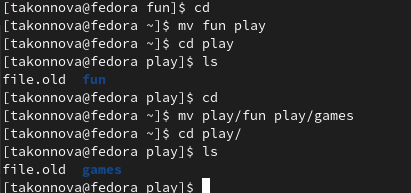 [takonnova@fedora fun]$ cd
[takonnova@fedora ~]$ mv fun play
[takonnova@fedora ~]$ cd play
[takonnova@fedora play]$ ls
file.old  fun
[takonnova@fedora play]$ cd
[takonnova@fedora ~]$ mv play/fun play/games
[takonnova@fedora ~]$ cd play/
[takonnova@fedora play]$ ls
file.old  games
[takonnova@fedora play]$